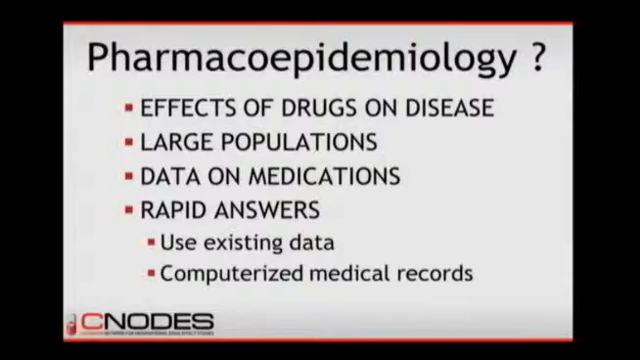 Pharmacoepidemiology ?
EFFECTS OF DRUGS ON DISEASE
LARGE POPULATIONS
DATA ON MEDICATIONS
RAPID ANSWERS
Use existing data
Computerized medical records
CNODES